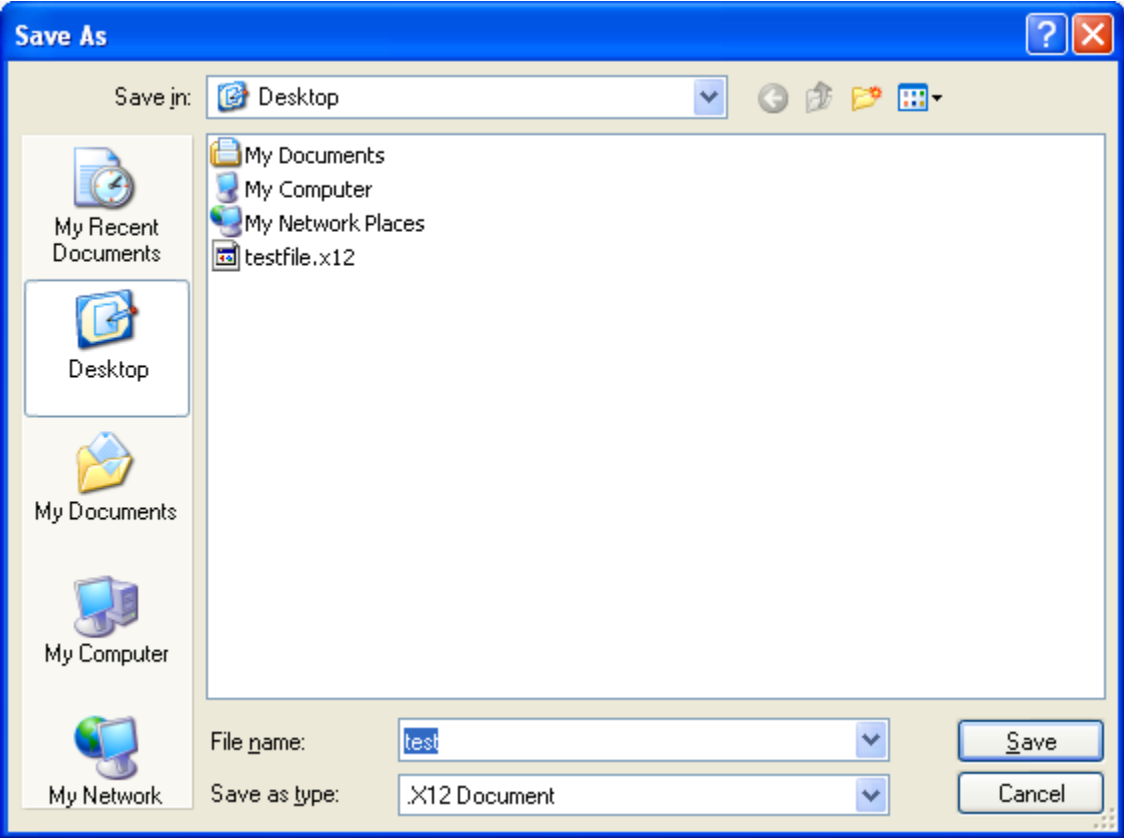 Save As
Save in: Desktop
My Documents
My Computer
My Network Places
testfile.x12
My Recent
Documents
Desktop
My Documents
My Computer
My Network
File name: test Save
Save as type: .X12 Document Cancel